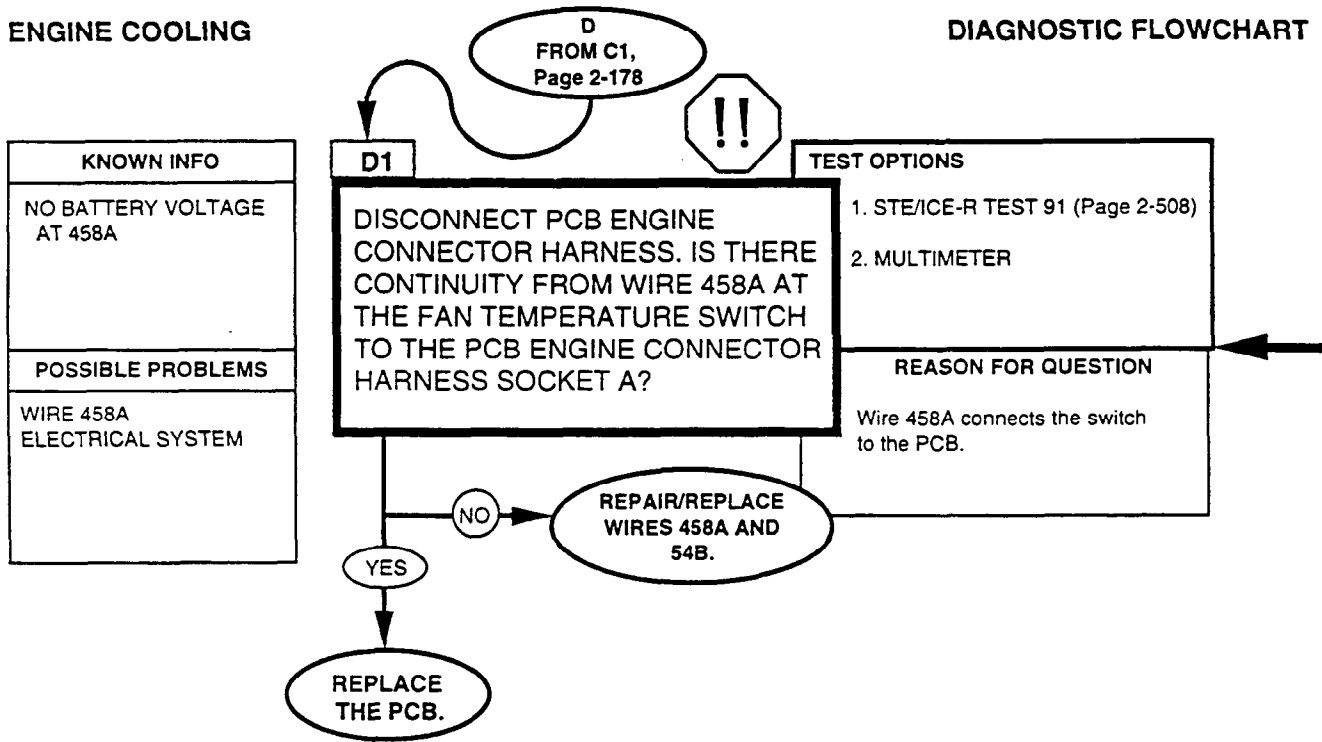 ENGINE COOLING
DIAGNOSTIC FLOWCHART
D
FROM C1,
Page 2-178
!!
KNOWN INFO
NO BATTERY VOLTAGE
AT 458A
POSSIBLE PROBLEMS
WIRE 458A
ELECTRICAL SYSTEM
D1
DISCONNECT PCB ENGINE
CONNECTOR HARNESS. IS THERE
CONTINUITY FROM WIRE 458A AT
THE FAN TEMPERATURE SWITCH
TO THE PCB ENGINE CONNECTOR
HARNESS SOCKET A?
TEST OPTIONS
1. STE/ICE-R TEST 91 (Page 2-508)
2. MULTIMETER
REASON FOR QUESTION
Wire 458A connects the switch
to the PCB.
NO
REPAIR/REPLACE
WIRES 458A AND
54B.
YES
REPLACE
THE PCB.